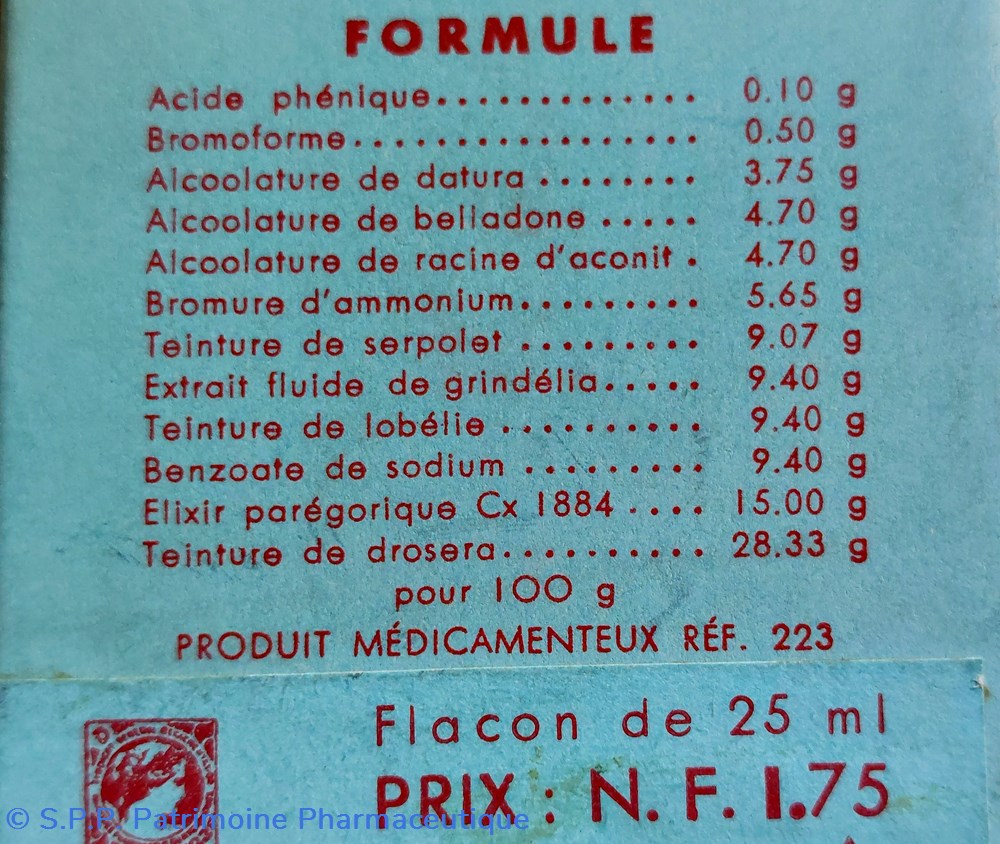 FORMULE
Acide phénique............. 0.10 g
Bromoforme................. 0.50 g
Alcoolature de datura ........ 3.75 g
Alcoolature de belladone ..... 4.70 g
Alcoolature de racine d'aconit . 4.70 g
Bromure d'ammonium......... 5.65 g
Teinture de serpolet ......... 9.07 g
Extrait fluide de grindélia..... 9.40 g
Teinture de lobélie .......... 9.40 g
Benzoate de sodium ......... 9.40 g
Elixir parégorique Cx 1884 .... 15.00 g
Teinture de drosera.......... 28.33 g
pour 100 g
PRODUIT MÉDICAMENTEUX RÉF. 223
Flacon de 25 ml
PRIX : N. F. 1.75
© S.P.P. Patrimoine Pharmaceutique